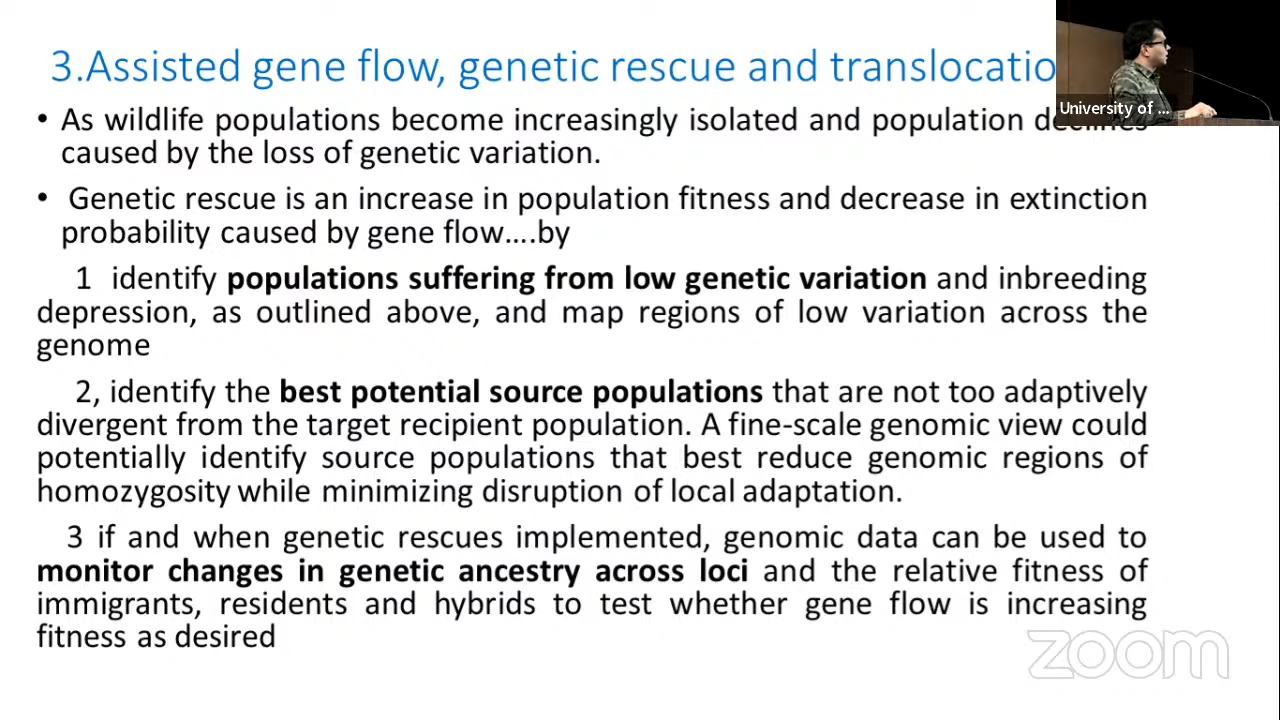 3.Assisted gene flow, genetic rescue and translocatio
University of ...
• As wildlife populations become increasingly isolated and population declines
caused by the loss of genetic variation.
• Genetic rescue is an increase in population fitness and decrease in extinction
probability caused by gene flow….by
1 identify populations suffering from low genetic variation and inbreeding
depression, as outlined above, and map regions of low variation across the
genome
2, identify the best potential source populations that are not too adaptively
divergent from the target recipient population. A fine-scale genomic view could
potentially identify source populations that best reduce genomic regions of
homozygosity while minimizing disruption of local adaptation.
3 if and when genetic rescues implemented, genomic data can be used to
monitor changes in genetic ancestry across loci and the relative fitness of
immigrants, residents and hybrids to test whether gene flow is increasing
fitness as desired
zoom